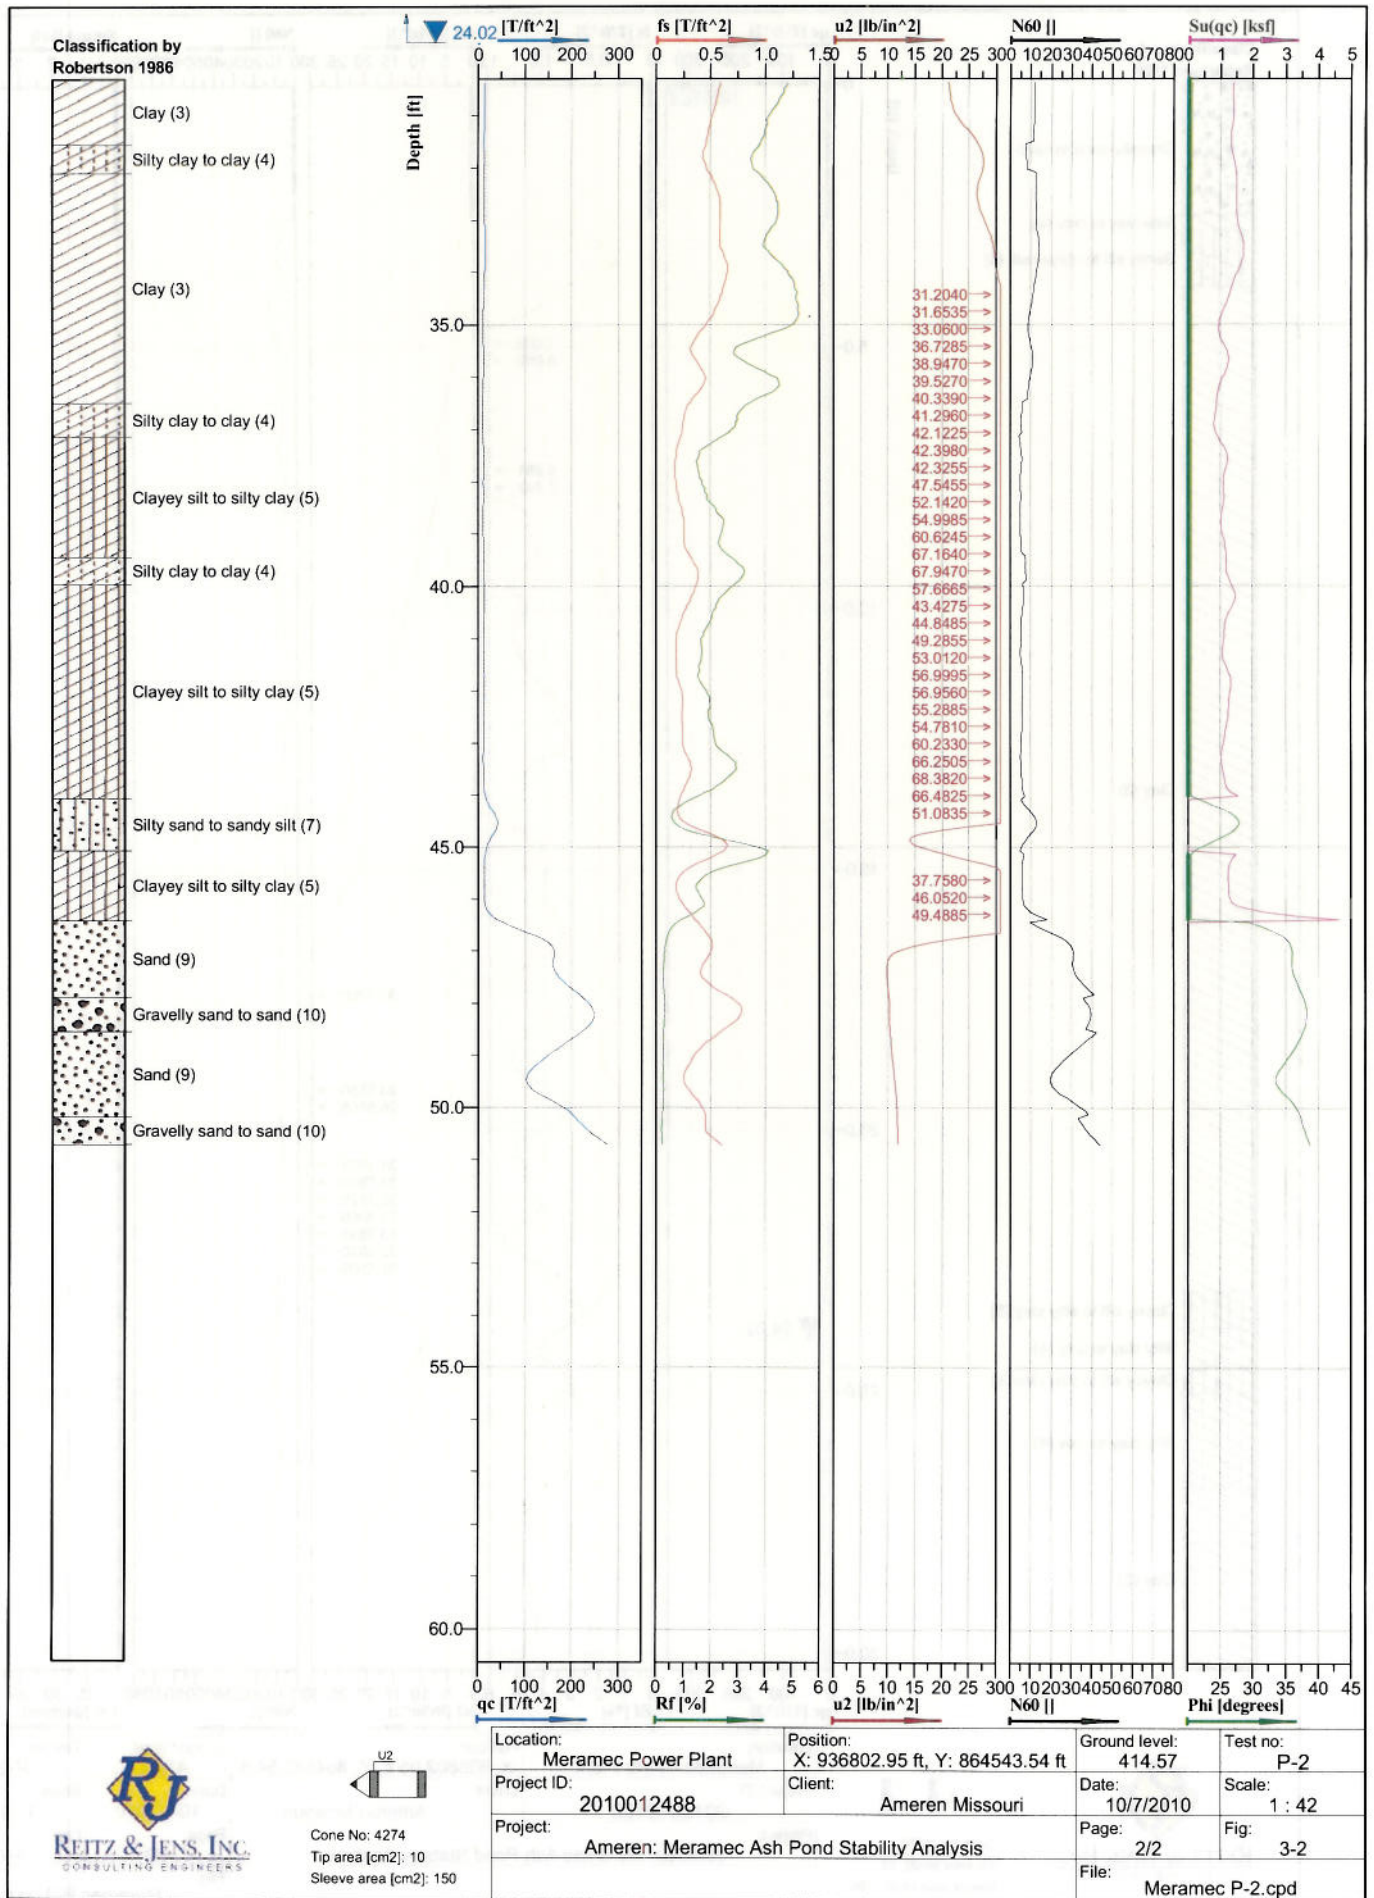 Classification by
Robertson 1986
24.02
[T/ft^2]
fs [T/ft^2]
u2 [lb/in^2]
N60 []
Su(qc) [ksf]
0 100 200 300
0 0.5 1.0 1.5
0 5 10 15 20 25 30
0 10 20 30 40 50 60 70 80
0 1 2 3 4 5
Depth [ft]
Clay (3)
Silty clay to clay (4)
Clay (3)
Silty clay to clay (4)
Clayey silt to silty clay (5)
Silty clay to clay (4)
Clayey silt to silty clay (5)
Silty sand to sandy silt (7)
Clayey silt to silty clay (5)
Sand (9)
Gravelly sand to sand (10)
Sand (9)
Gravelly sand to sand (10)
35.0
40.0
45.0
50.0
55.0
60.0
31.2040
31.6535
33.0600
36.7285
38.9470
39.5270
40.3390
41.2960
42.1225
42.3980
42.3255
47.5455
52.1420
54.9985
60.6245
67.1640
67.9470
57.6665
43.4275
44.8485
49.2855
53.0120
56.9995
56.9560
55.2885
54.7810
60.2330
66.2505
68.3820
66.4825
51.0835
37.7580
46.0520
49.4885
0 100 200 300
0 1 2 3 4 5 6
0 5 10 15 20 25 30
0 10 20 30 40 50 60 70 80
25 30 35 40 45
qc [T/ft^2]
Rf [%]
u2 [lb/in^2]
N60 []
Phi [degrees]
RJ
REITZ & JENS, INC.
CONSULTING ENGINEERS
U2
Cone No: 4274
Tip area [cm2]: 10
Sleeve area [cm2]: 150
Location:
Meramec Power Plant
Position:
X: 936802.95 ft, Y: 864543.54 ft
Ground level:
414.57
Test no:
P-2
Project ID:
2010012488
Client:
Ameren Missouri
Date:
10/7/2010
Scale:
1 : 42
Project:
Ameren: Meramec Ash Pond Stability Analysis
Page:
2/2
Fig:
3-2
File:
Meramec P-2.cpd